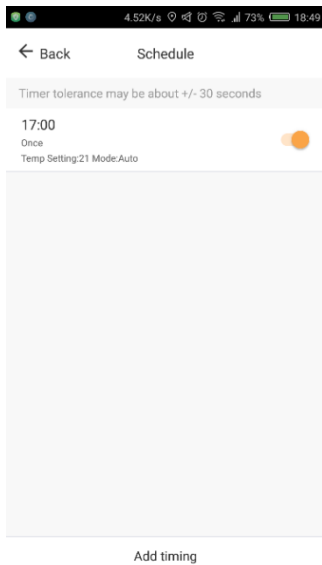 4.52K/s 73% 18:49
Back Schedule
Timer tolerance may be about +/- 30 seconds
17:00
Once
Temp Setting:21 Mode:Auto
Add timing